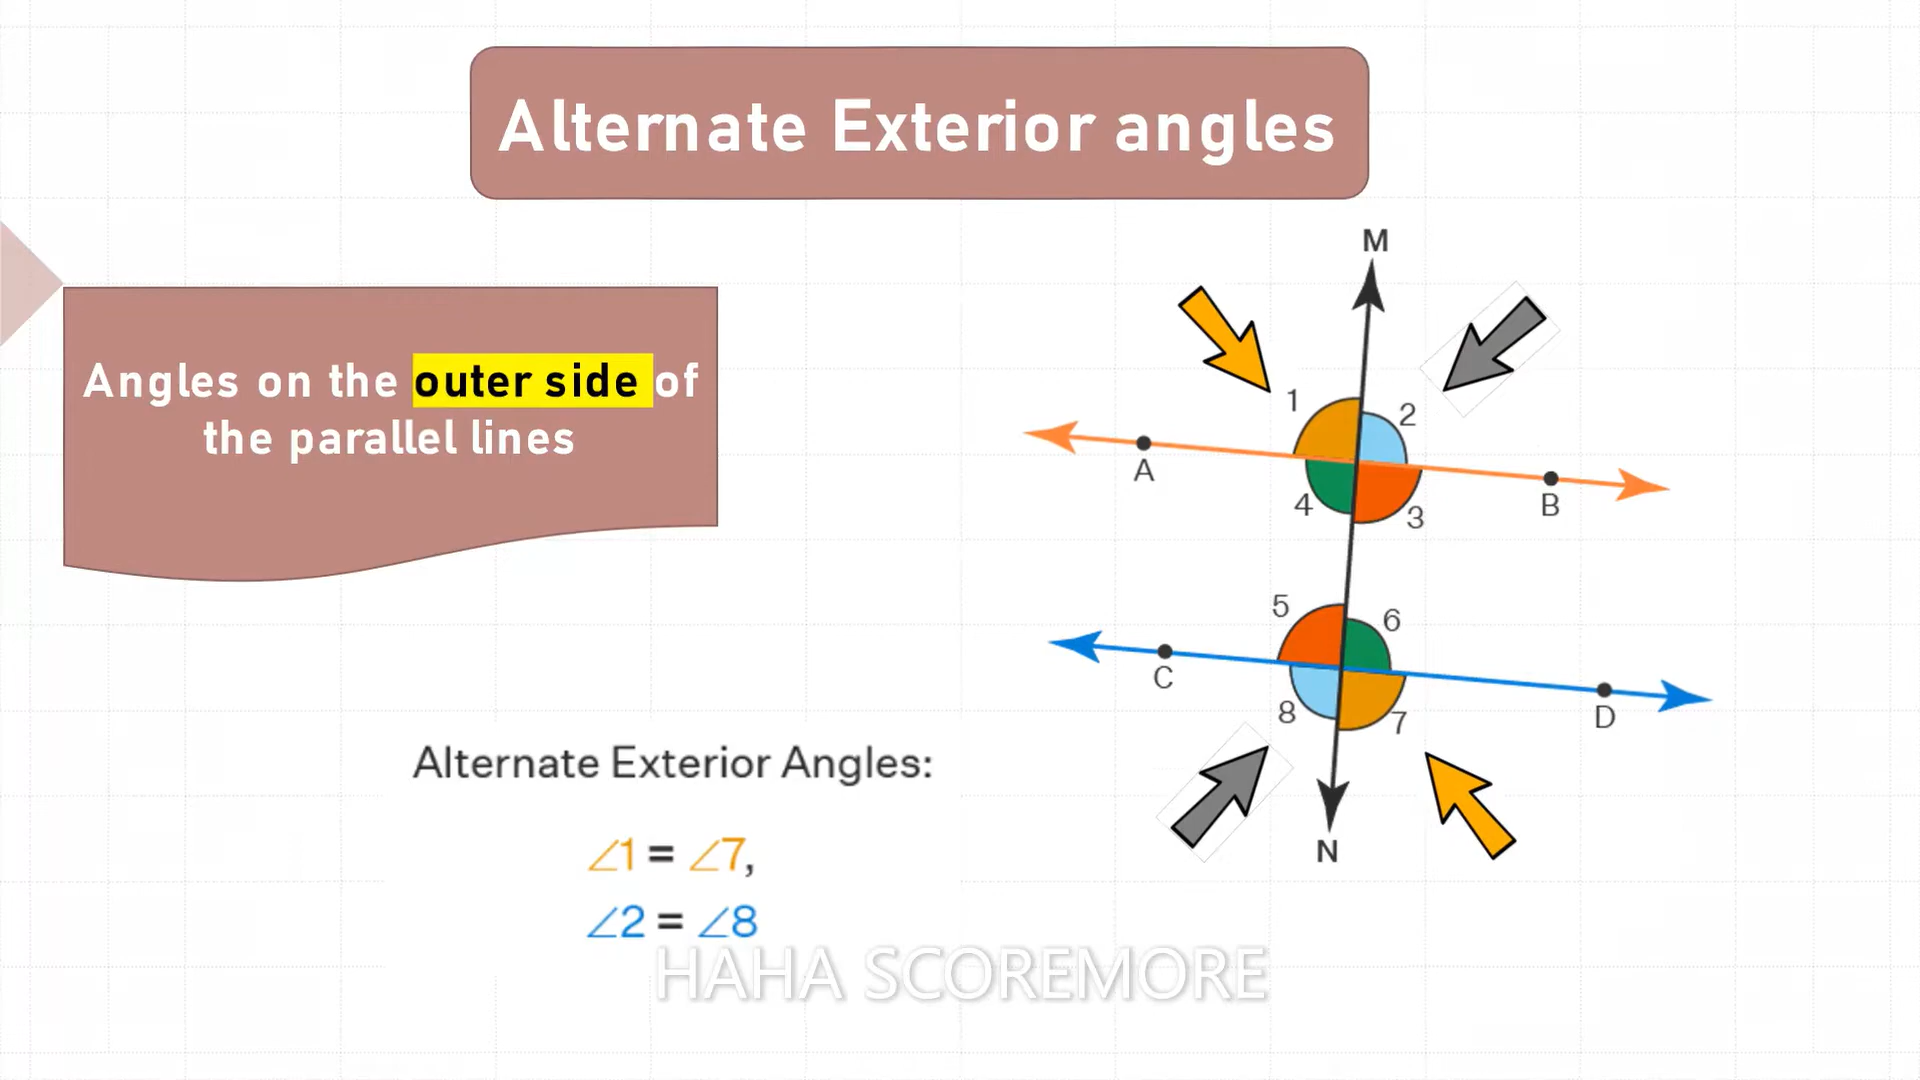 Alternate Exterior angles
Angles on the outer side of
the parallel lines
M
1
2
A
B
4
3
5
6
C
D
8
7
N
Alternate Exterior Angles:
∠1 = ∠7,
∠2 = ∠8
HAHA SCOREMORE